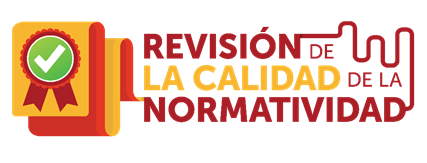 REVISIÓN DE
LA CALIDAD DE LA
NORMATIVIDAD